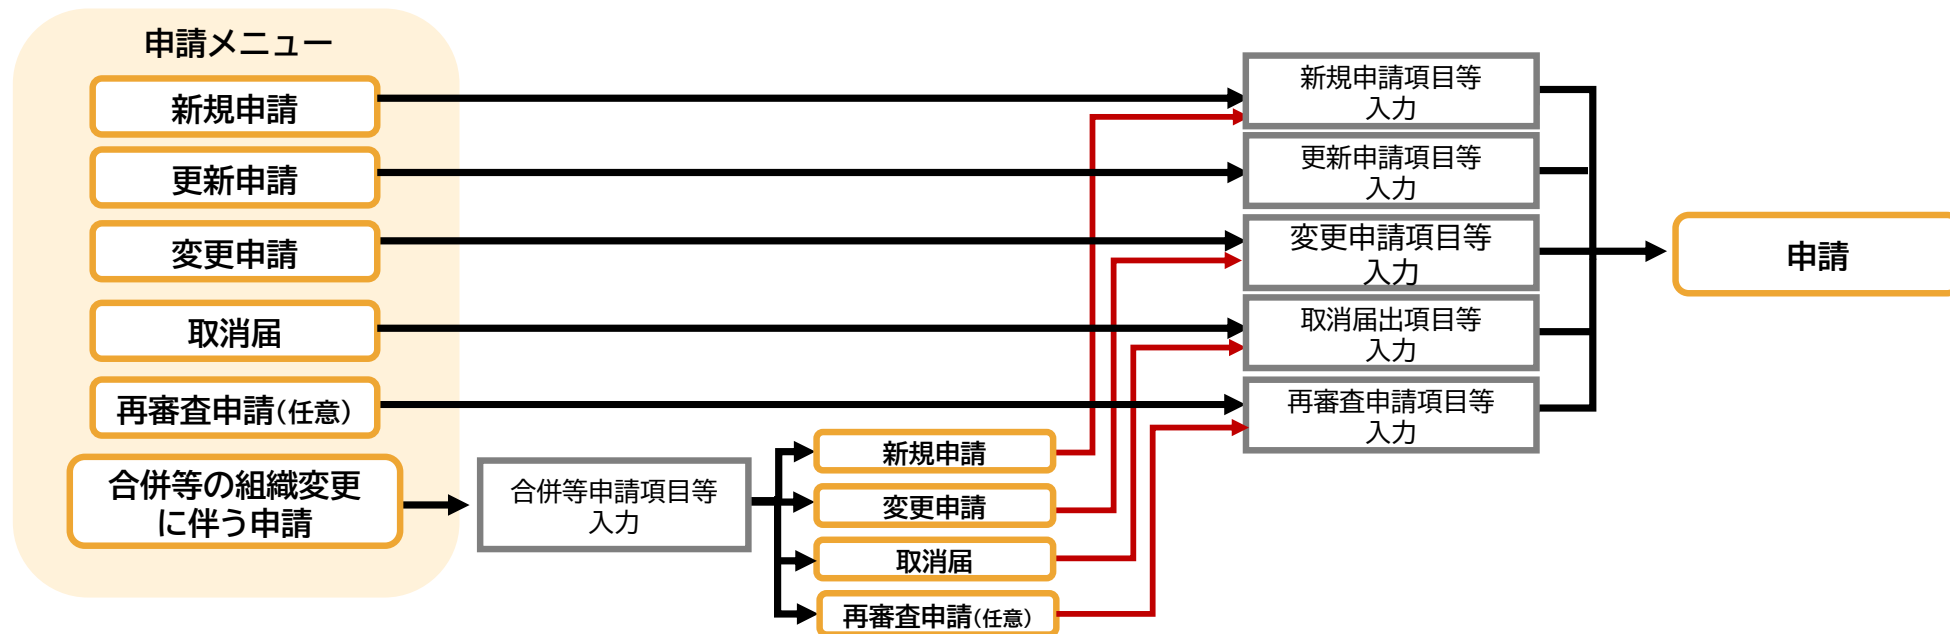 申請メニュー
新規申請
更新申請
変更申請
取消届
再審査申請(任意)
合併等の組織変更
に伴う申請
合併等申請項目等
入力
新規申請
変更申請
取消届
再審査申請(任意)
新規申請項目等
入力
更新申請項目等
入力
変更申請項目等
入力
取消届出項目等
入力
再審査申請項目等
入力
申請